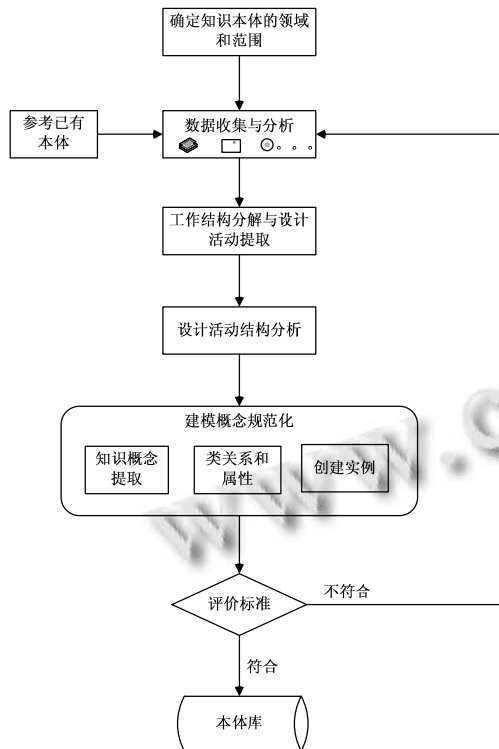 确定知识本体的领域
和范围
参考已有
本体
数据收集与分析
工作结构分解与设计
活动提取
设计活动结构分析
建模概念规范化
知识概念
提取
类关系和
属性
创建实例
评价标准
不符合
符合
本体库
www.c